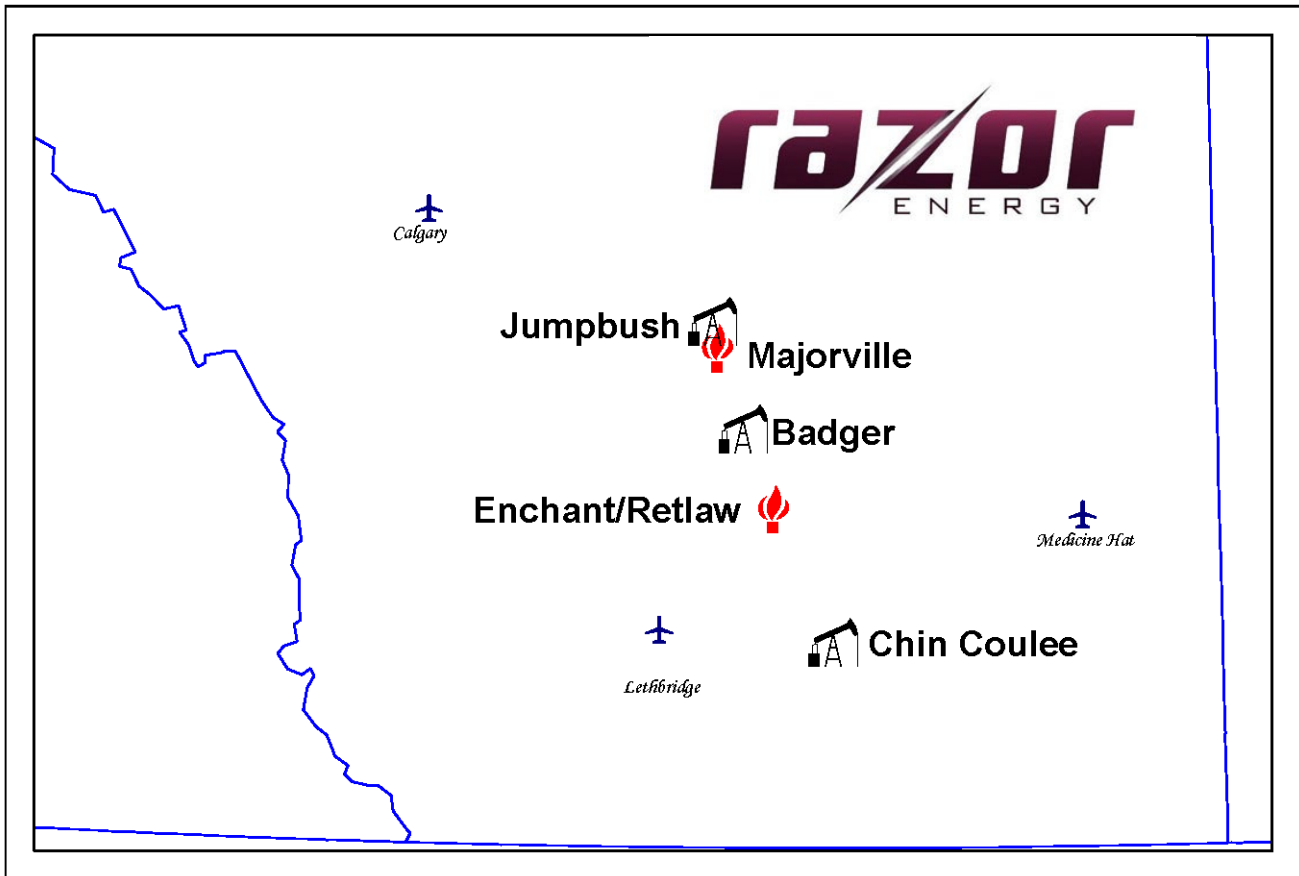 razor
ENERGY
Calgary
Jumpbush
Majorville
Badger
Enchant/Retlaw
Medicine Hat
Chin Coulee
Lethbridge